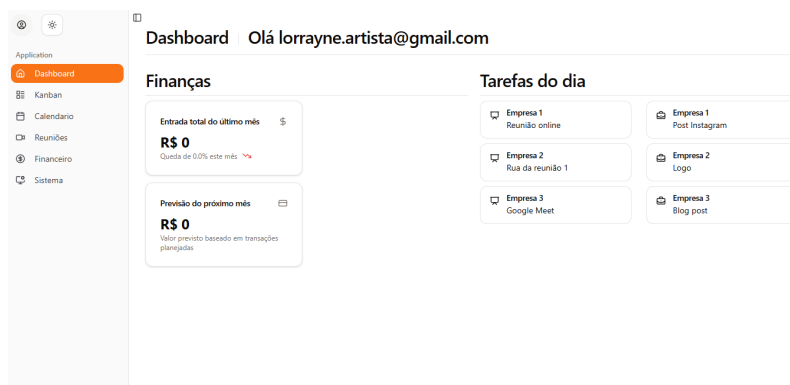 Application
Dashboard
Kanban
Calendario
Reuniões
Financeiro
Sistema
Dashboard Olá lorrayne.artista@gmail.com
Finanças
Entrada total do último mês
R$ 0
Queda de 0.0% este mês
Previsão do próximo mês
R$ 0
Valor previsto baseado em transações
planejadas
Tarefas do dia
Empresa 1
Reunião online
Empresa 1
Post Instagram
Empresa 2
Rua da reunião 1
Empresa 2
Logo
Empresa 3
Google Meet
Empresa 3
Blog post